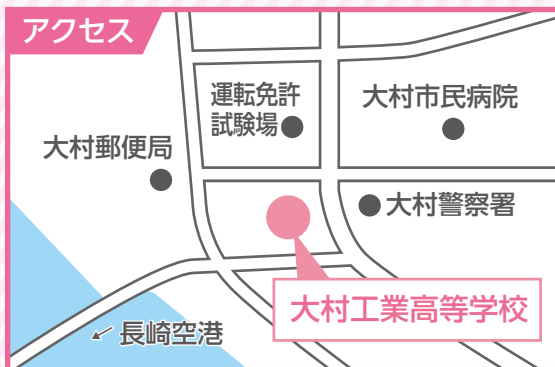 アクセス
運転免許
試験場
大村市民病院
大村郵便局
大村警察署
大村工業高等学校
長崎空港